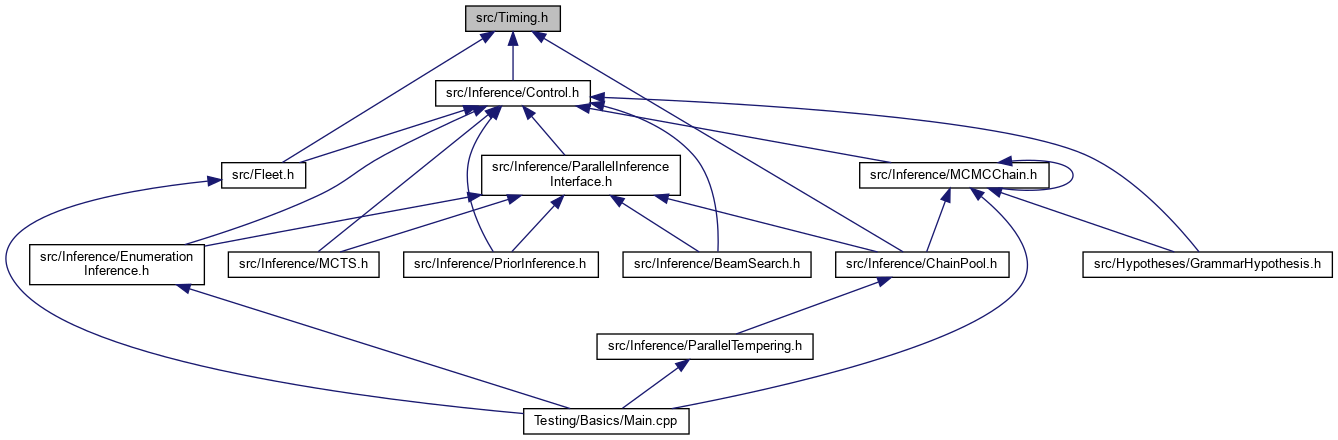 src/Timing.h
src/Inference/Control.h
src/Fleet.h
src/Inference/ParallelInference
Interface.h
src/Inference/MCMCChain.h
src/Inference/Enumeration
Inference.h
src/Inference/MCTS.h
src/Inference/PriorInference.h
src/Inference/BeamSearch.h
src/Inference/ChainPool.h
src/Hypotheses/GrammarHypothesis.h
src/Inference/ParallelTempering.h
Testing/Basics/Main.cpp